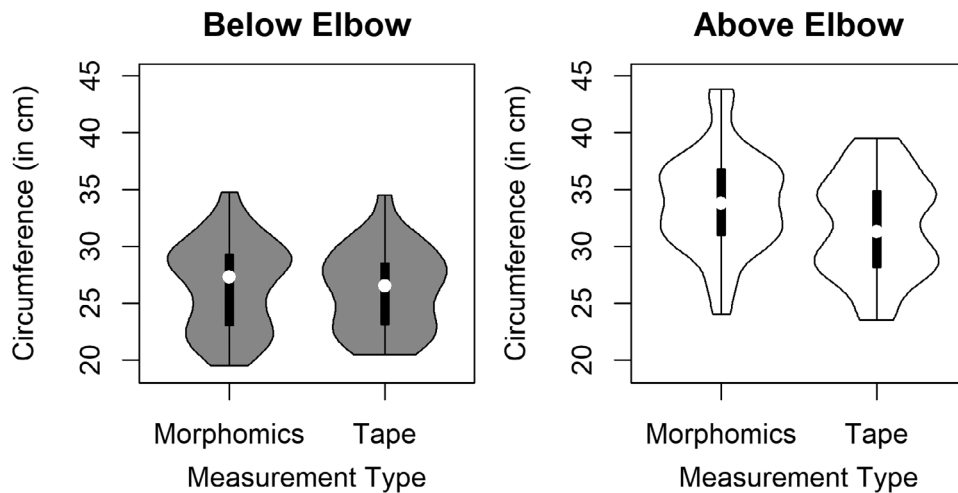 Below Elbow
Circumference (in cm)
45
40
35
30
25
20
Morphomics Tape
Measurement Type
Above Elbow
Circumference (in cm)
45
40
35
30
25
20
Morphomics Tape
Measurement Type